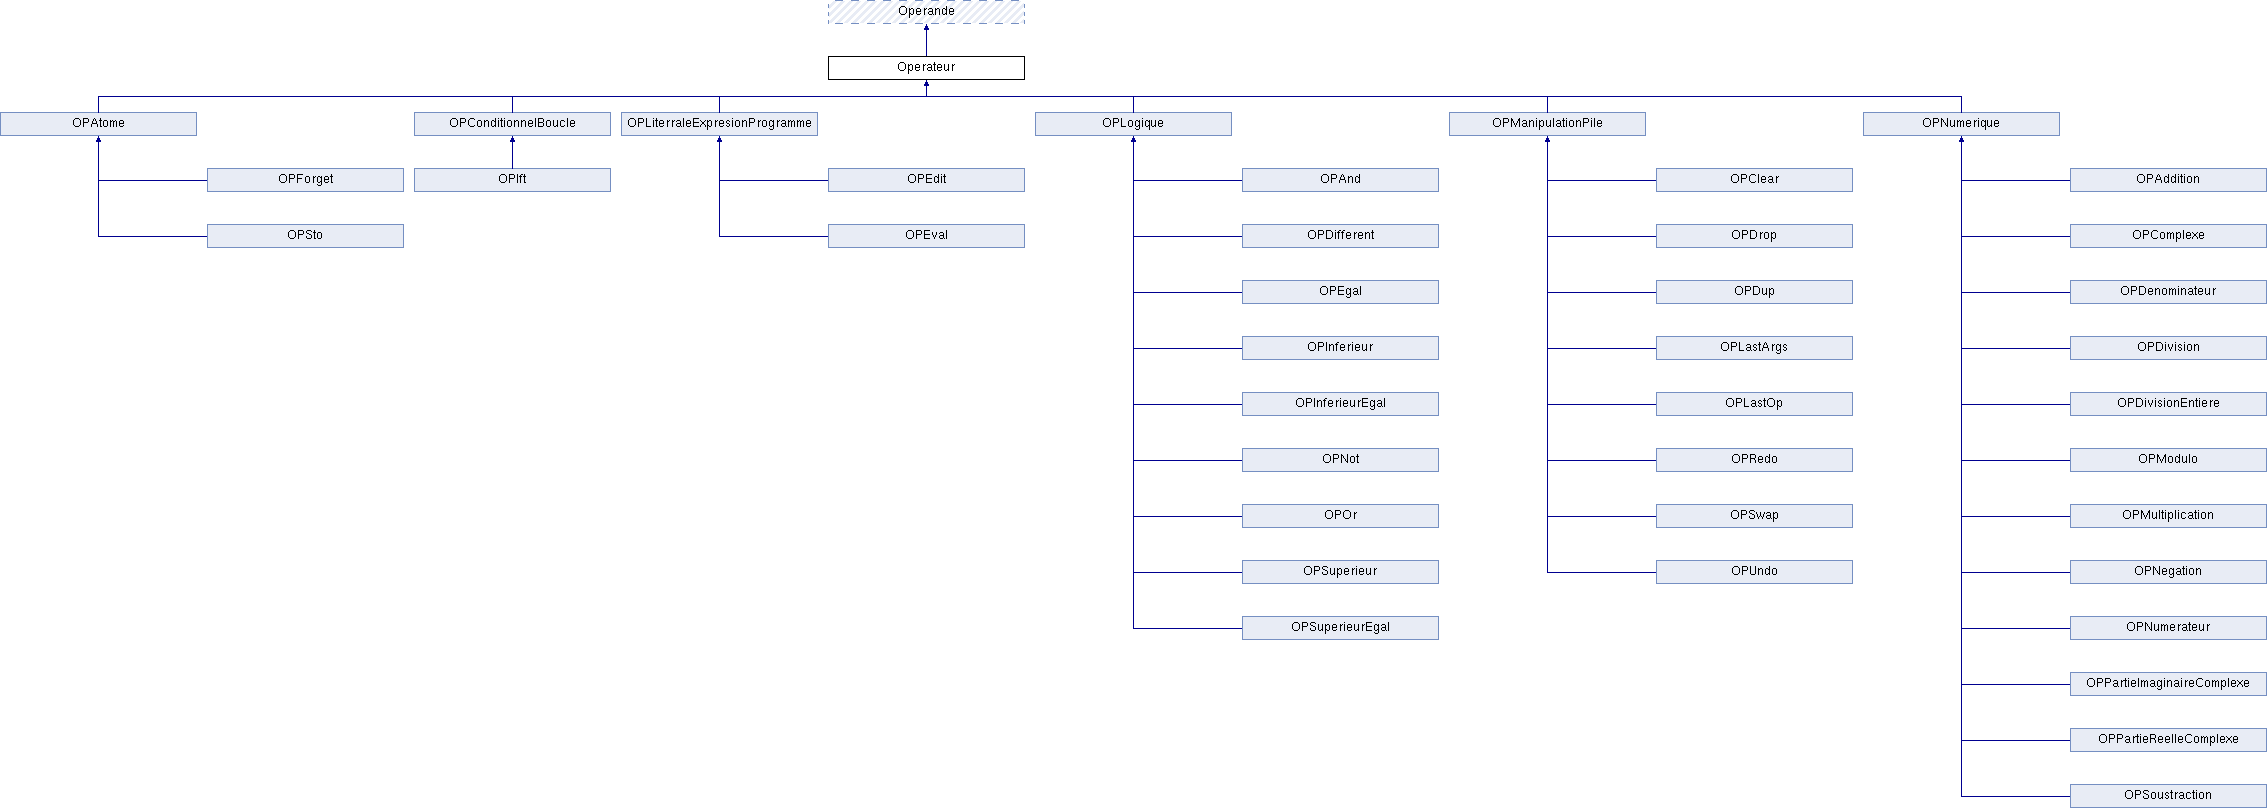 Operande
Operateur
OPAtome
OPConditionnelBoucle
OPLiterraleExpresionProgramme
OPLogique
OPManipulationPile
OPNumerique
OPForget
OPIft
OPEdit
OPAnd
OPClear
OPAddition
OPSto
OPEval
OPDifferent
OPDrop
OPComplexe
OPEgal
OPDup
OPDenominateur
OPInferieur
OPLastArgs
OPDivision
OPInferieurEgal
OPLastOp
OPDivisionEntiere
OPNot
OPRedo
OPModulo
OPOr
OPSwap
OPMultiplication
OPSuperieur
OPUndo
OPNegation
OPSuperieurEgal
OPNumerateur
OPPartieImaginaireComplexe
OPPartieReelleComplexe
OPSoustraction